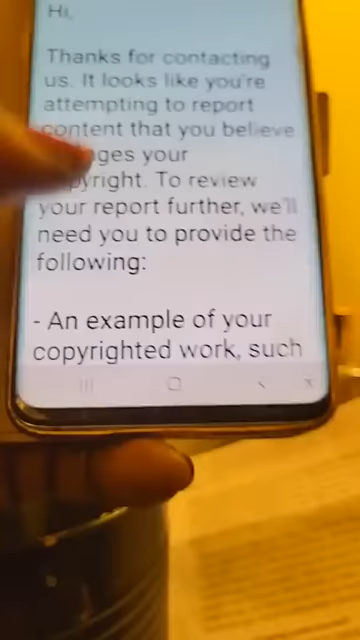 Hi,
Thanks for contacting
us. It looks like you're
attempting to report
content that you believe
your
To review
your report further, we'll
need you to provide the
following:
- An example of your
copyrighted work, such